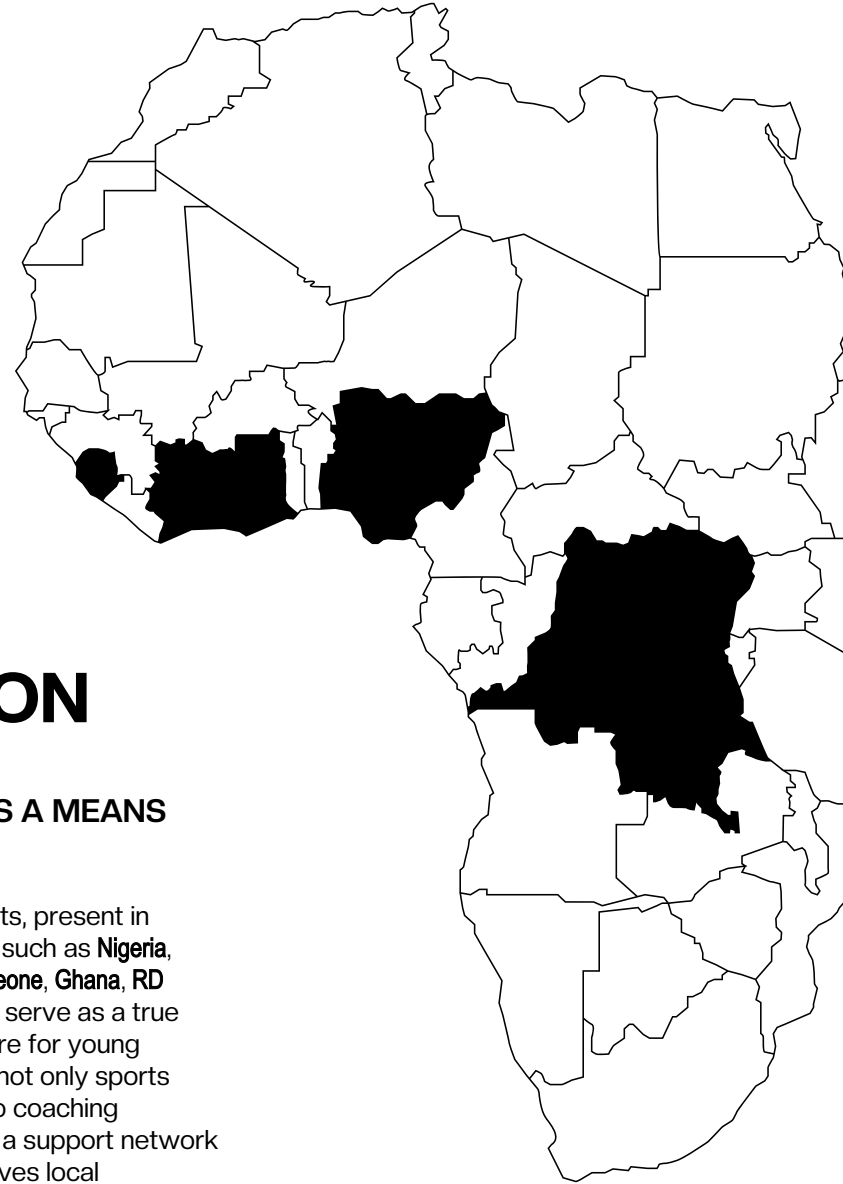 ON
S A MEANS
ts, present in
such as Nigeria,
eone, Ghana, RD
serve as a true
re for young
not only sports
o coaching
a support network
ves local